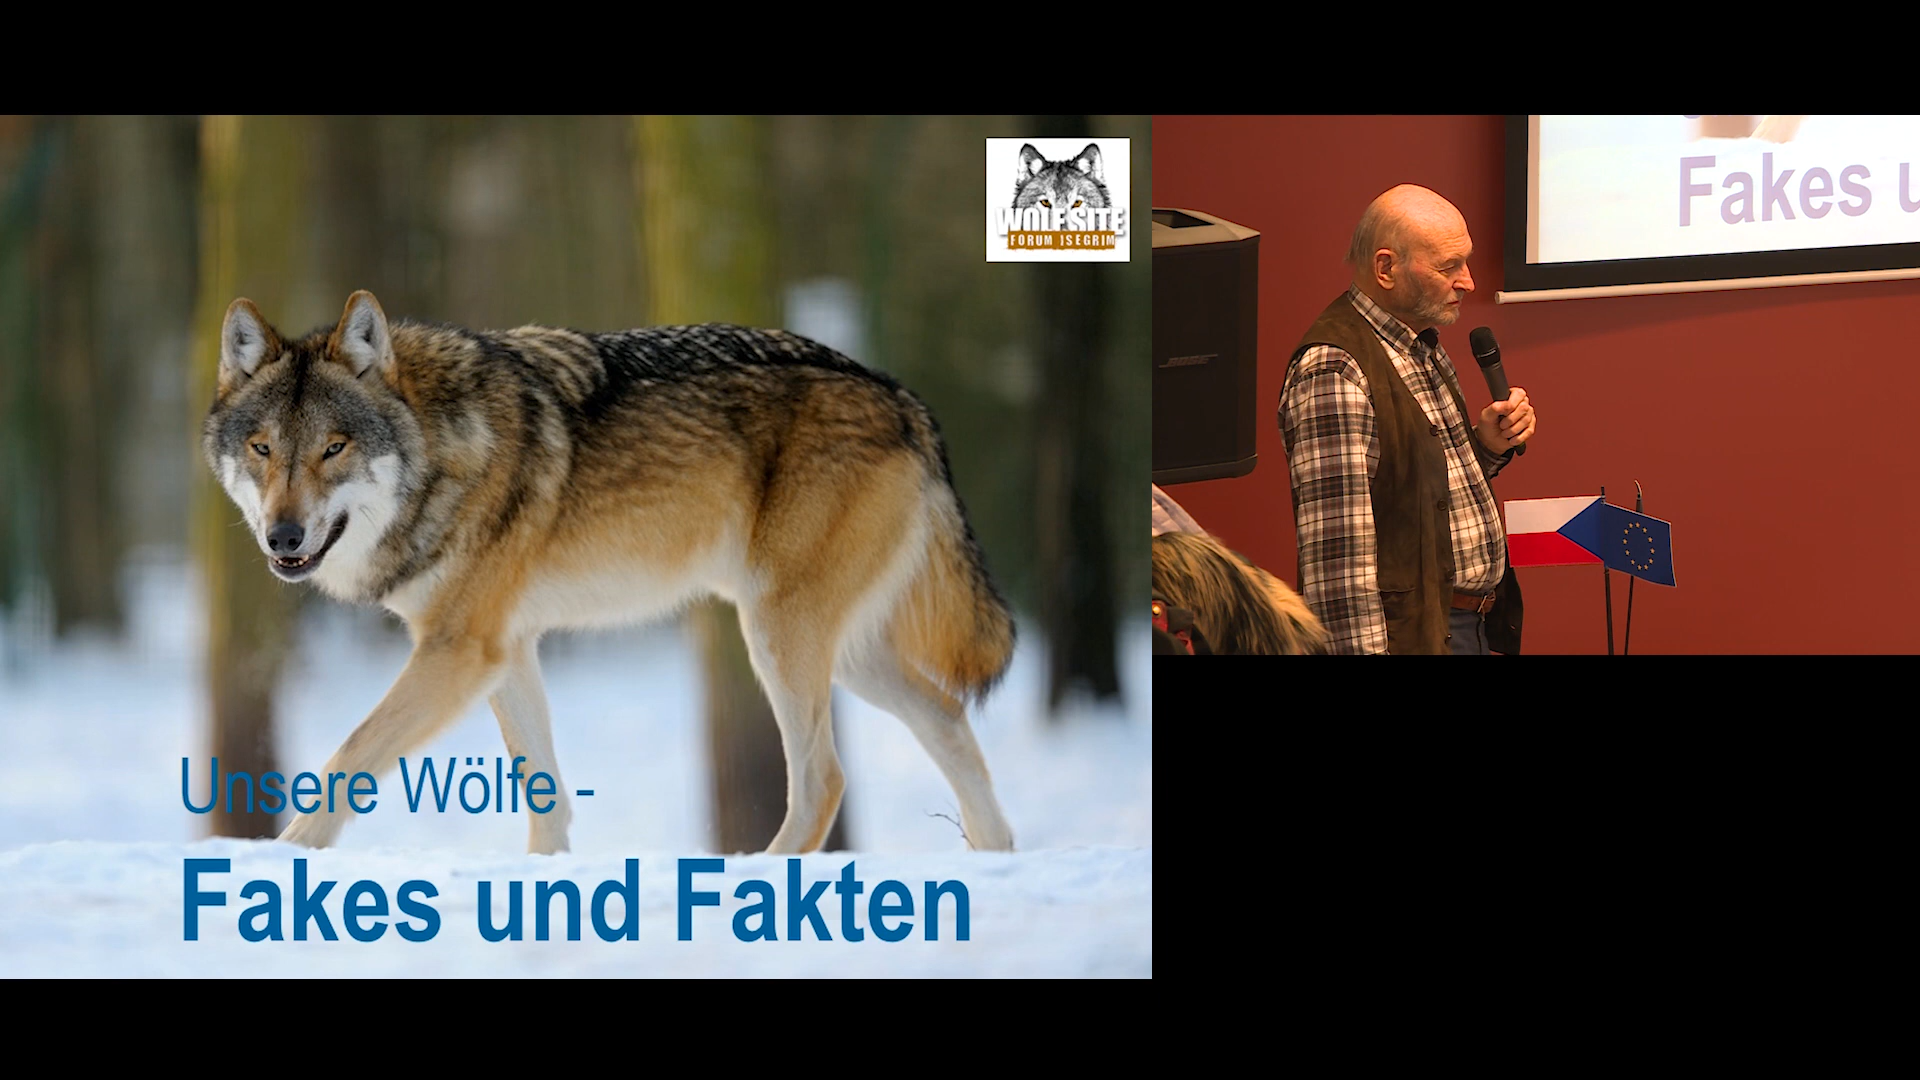 WOLFSITE
FORUM ISEGRIM
Unsere Wölfe -
Fakes und Fakten
Fakes u